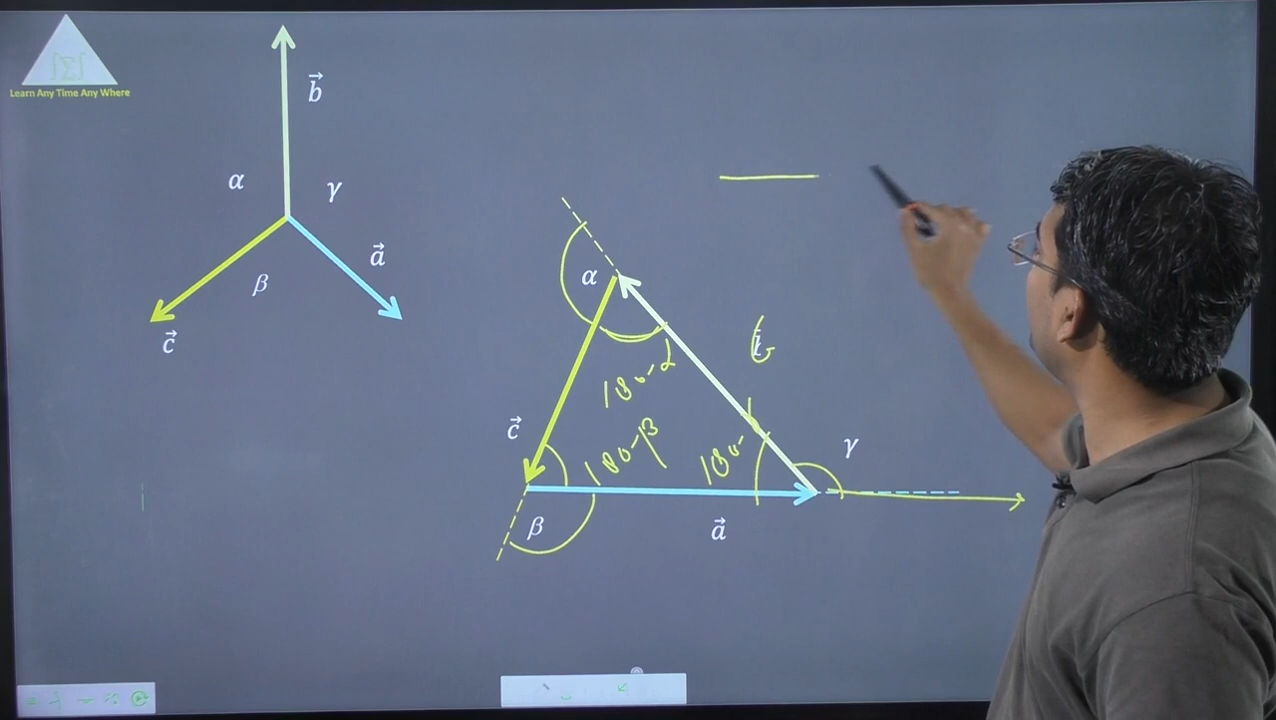 ∫∑∫
Learn Any Time Any Where
b⃗
α
γ
a⃗
β
c⃗
α
b
180-α
c⃗
180-β
180-
γ
β
a⃗